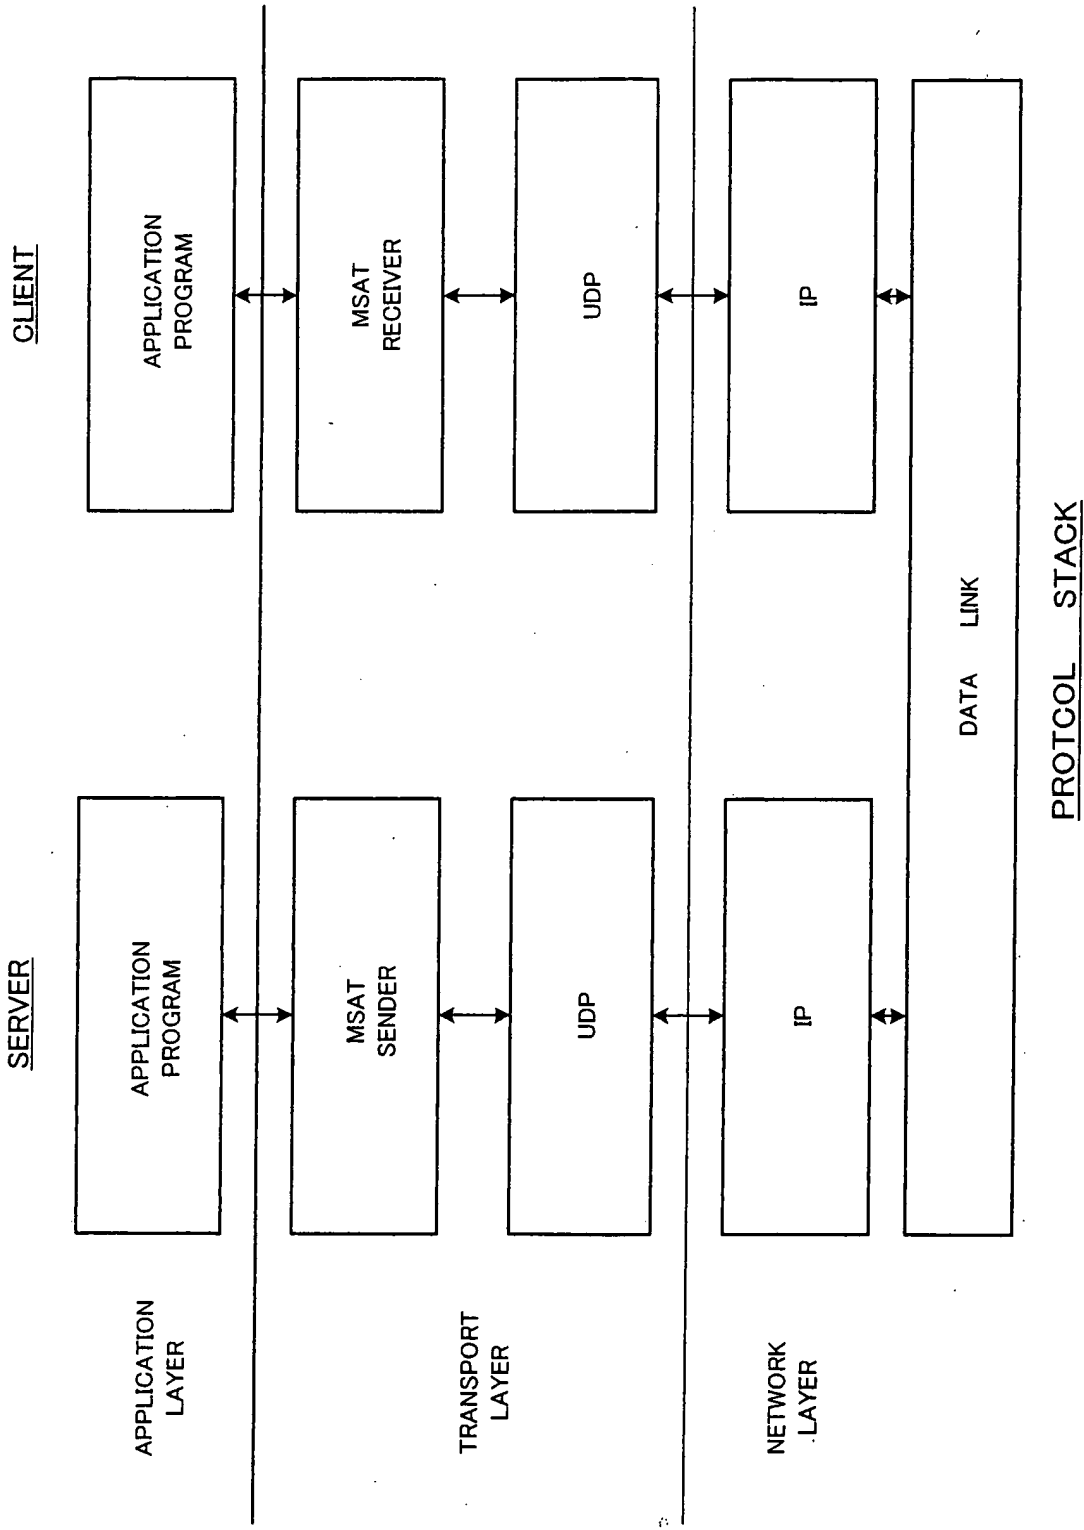 SERVER
CLIENT
APPLICATION
LAYER
APPLICATION
PROGRAM
APPLICATION
PROGRAM
TRANSPORT
LAYER
MSAT
SENDER
MSAT
RECEIVER
UDP
UDP
NETWORK
LAYER
IP
IP
DATA LINK
PROTCOL STACK